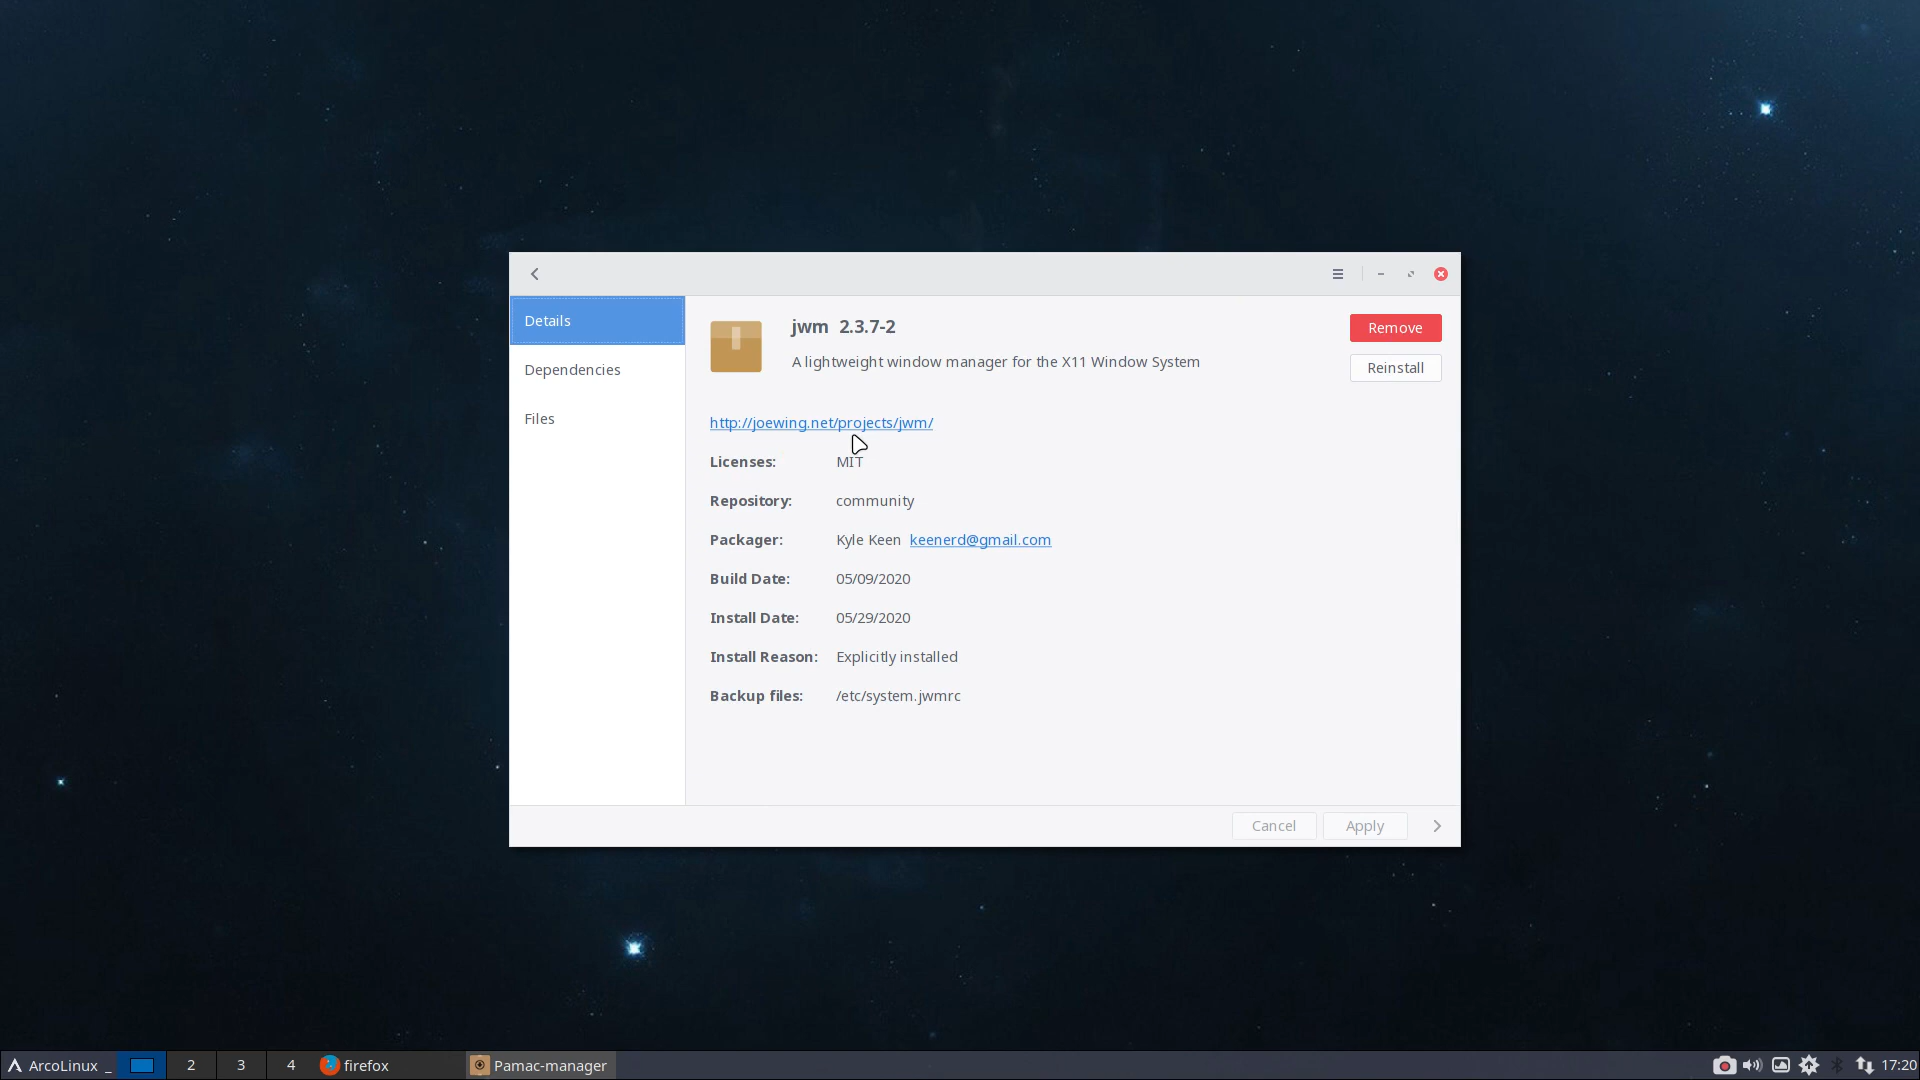 Details
Dependencies
Files
jwm 2.3.7-2
A lightweight window manager for the X11 Window System
Remove
Reinstall
http://joewing.net/projects/jwm/
Licenses: MIT
Repository: community
Packager: Kyle Keen keenerd@gmail.com
Build Date: 05/09/2020
Install Date: 05/29/2020
Install Reason: Explicitly installed
Backup files: /etc/system.jwmrc
Cancel Apply
ArcoLinux _ 2 3 4 firefox Pamac-manager 17:20